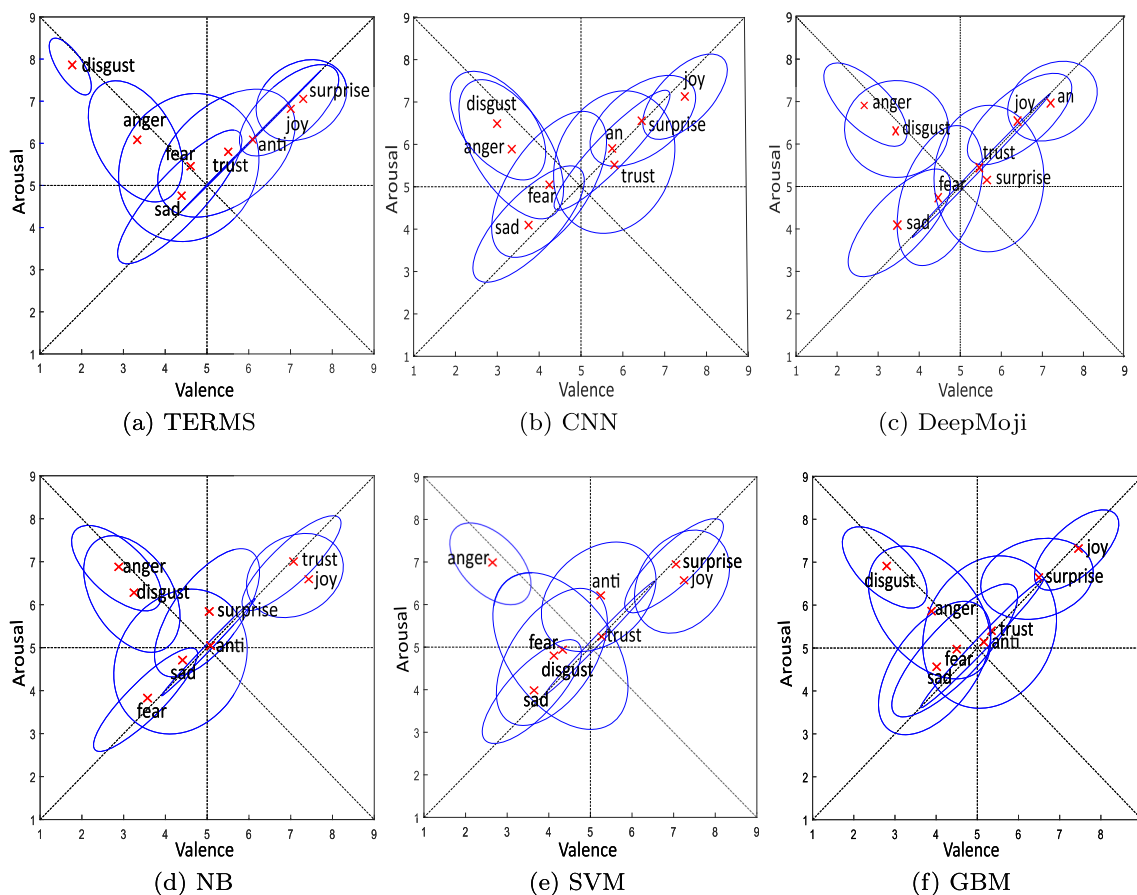 9
8
7
6
5
4
3
2
1
Arousal
disgust
surprise
anger
joy
anti
fear
trust
sad
1 2 3 4 5 6 7 8 9
Valence
(a) TERMS
9
8
7
6
5
4
3
2
1
Arousal
joy
disgust
an
surprise
anger
trust
fear
sad
1 2 3 4 5 6 7 8 9
Valence
(b) CNN
9
8
7
6
5
4
3
2
1
Arousal
anger
joy
an
disgust
trust
surprise
fear
sad
1 2 3 4 5 6 7 8 9
Valence
(c) DeepMoji
9
8
7
6
5
4
3
2
1
Arousal
anger
trust
disgust
joy
surprise
anti
sad
fear
1 2 3 4 5 6 7 8 9
Valence
(d) NB
9
8
7
6
5
4
3
2
1
Arousal
anger
surprise
joy
anti
fear
trust
disgust
sad
1 2 3 4 5 6 7 8 9
Valence
(e) SVM
9
8
7
6
5
4
3
2
1
Arousal
joy
disgust
surprise
anger
trust
anti
fear
sad
1 2 3 4 5 6 7 8
Valence
(f) GBM